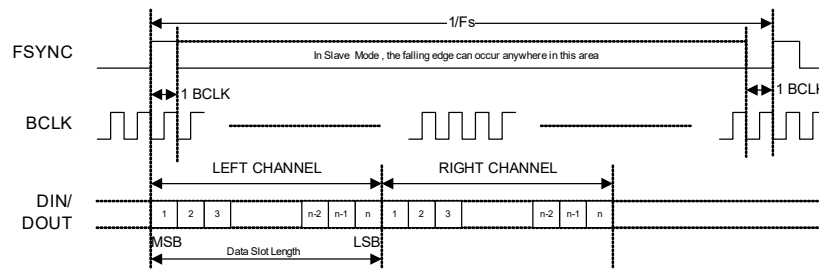 1/Fs
FSYNC
In Slave Mode , the falling edge can occur anywhere in this area
1 BCLK
1 BCLK
BCLK
LEFT CHANNEL
RIGHT CHANNEL
DIN/
DOUT
1 2 3 n-2 n-1 n 1 2 3 n-2 n-1 n
MSB
LSB
Data Slot Length